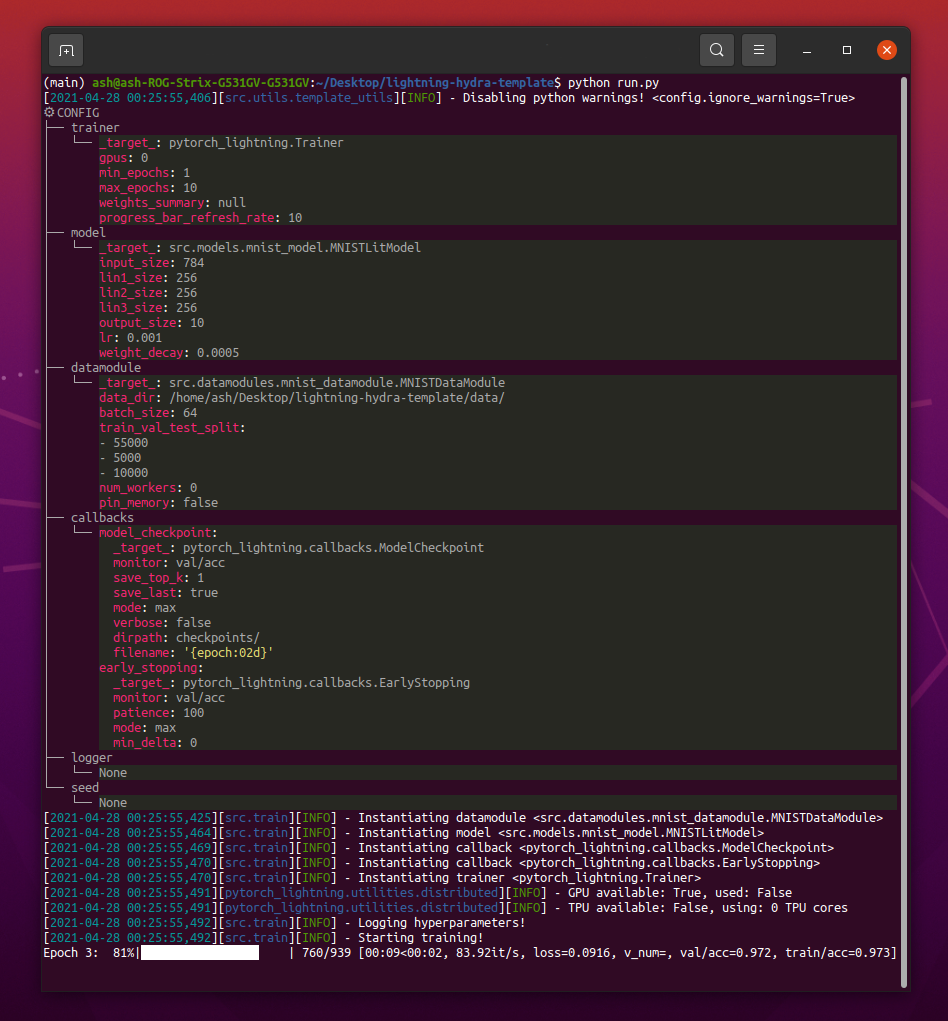 (main) ash@ash-ROG-Strix-G531GV-G531GV:~/Desktop/lightning-hydra-template$ python run.py
[2021-04-28 00:25:55,406][src.utils.template_utils][INFO] - Disabling python warnings! <config.ignore_warnings=True>
⚙ CONFIG
├── trainer
│   └── _target_: pytorch_lightning.Trainer
│       gpus: 0
│       min_epochs: 1
│       max_epochs: 10
│       weights_summary: null
│       progress_bar_refresh_rate: 10
├── model
│   └── _target_: src.models.mnist_model.MNISTLitModel
│       input_size: 784
│       lin1_size: 256
│       lin2_size: 256
│       lin3_size: 256
│       output_size: 10
│       lr: 0.001
│       weight_decay: 0.0005
├── datamodule
│   └── _target_: src.datamodules.mnist_datamodule.MNISTDataModule
│       data_dir: /home/ash/Desktop/lightning-hydra-template/data/
│       batch_size: 64
│       train_val_test_split:
│       - 55000
│       - 5000
│       - 10000
│       num_workers: 0
│       pin_memory: false
├── callbacks
│   └── model_checkpoint:
│         _target_: pytorch_lightning.callbacks.ModelCheckpoint
│         monitor: val/acc
│         save_top_k: 1
│         save_last: true
│         mode: max
│         verbose: false
│         dirpath: checkpoints/
│         filename: '{epoch:02d}'
│       early_stopping:
│         _target_: pytorch_lightning.callbacks.EarlyStopping
│         monitor: val/acc
│         patience: 100
│         mode: max
│         min_delta: 0
├── logger
│   └── None
└── seed
    └── None
[2021-04-28 00:25:55,425][src.train][INFO] - Instantiating datamodule <src.datamodules.mnist_datamodule.MNISTDataModule>
[2021-04-28 00:25:55,464][src.train][INFO] - Instantiating model <src.models.mnist_model.MNISTLitModel>
[2021-04-28 00:25:55,469][src.train][INFO] - Instantiating callback <pytorch_lightning.callbacks.ModelCheckpoint>
[2021-04-28 00:25:55,470][src.train][INFO] - Instantiating callback <pytorch_lightning.callbacks.EarlyStopping>
[2021-04-28 00:25:55,470][src.train][INFO] - Instantiating trainer <pytorch_lightning.Trainer>
[2021-04-28 00:25:55,491][pytorch_lightning.utilities.distributed][INFO] - GPU available: True, used: False
[2021-04-28 00:25:55,491][pytorch_lightning.utilities.distributed][INFO] - TPU available: False, using: 0 TPU cores
[2021-04-28 00:25:55,492][src.train][INFO] - Logging hyperparameters!
[2021-04-28 00:25:55,492][src.train][INFO] - Starting training!
Epoch 3:  81%|████████    | 760/939 [00:09<00:02, 83.92it/s, loss=0.0916, v_num=, val/acc=0.972, train/acc=0.973]